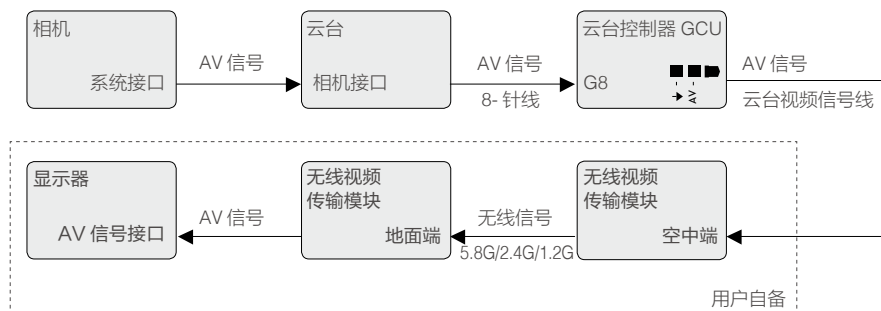 相机
系统接口
AV 信号
云台
相机接口
AV 信号
8- 针线
云台控制器 GCU
G8
AV
AV 信号
云台视频信号线
显示器
AV 信号接口
AV 信号
无线视频
传输模块
地面端
无线信号
5.8G/2.4G/1.2G
无线视频
传输模块
空中端
用户自备